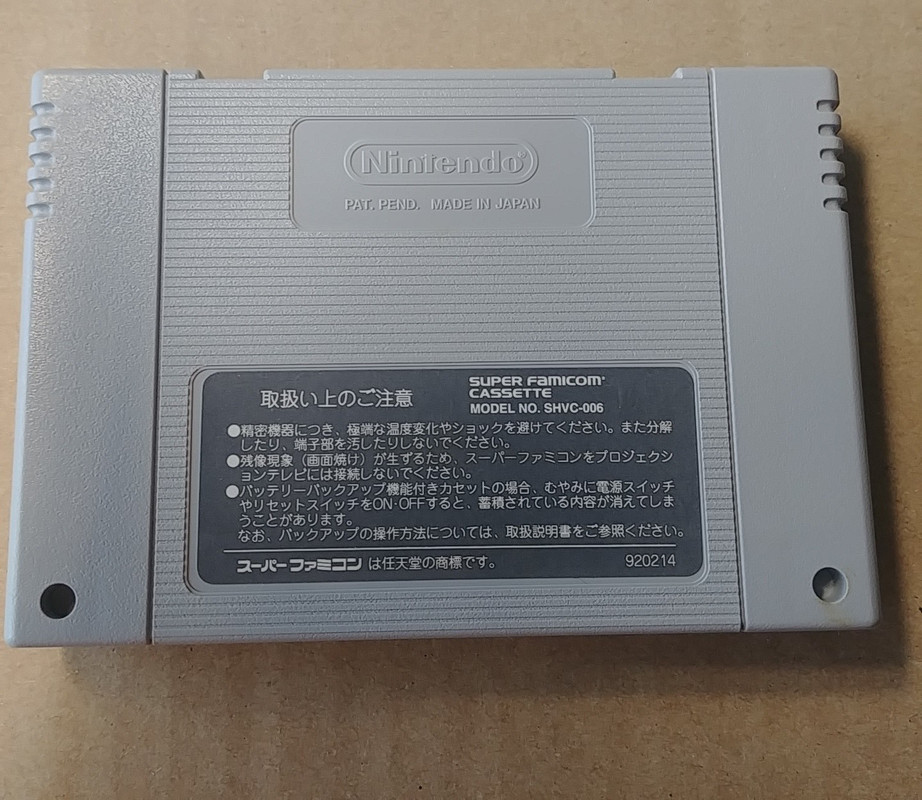 Nintendo®
PAT. PEND. MADE IN JAPAN
取扱い上のご注意
SUPER FAMICOM®
CASSETTE
MODEL NO. SHVC-006
●精密機器につき、極端な温度変化やショックを避けてください。また分解
したり、端子部を汚したりしないでください。
●残像現象（画面焼け）が生ずるため、スーパーファミコンをプロジェクシ
ョンテレビには接続しないでください。
●バッテリーバックアップ機能付きカセットの場合、むやみに電源スイッチ
やリセットスイッチをON·OFFすると、蓄積されている内容が消えてしま
うことがあります。
なお、バックアップの操作方法については、取扱説明書をご参照ください。
スーパーファミコン は任天堂の商標です。
920214